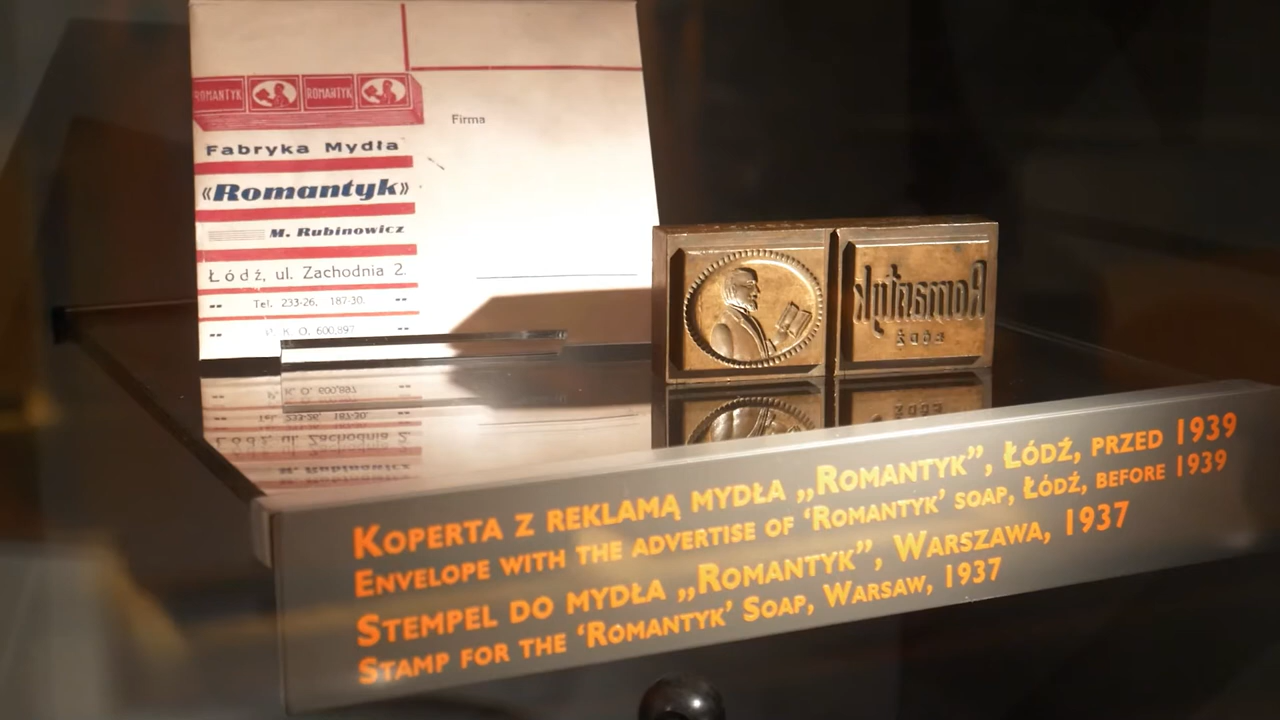 ROMANTYK ROMANTYK
Firma
Fabryka Mydła
«Romantyk»
M. Rubinowicz
Łódź, ul. Zachodnia 2.
Tel. 233-26, 187-30.
P. K. O. 600,897
Romantyk
Łódź
KOPERTA Z REKLAMĄ MYDŁA „ROMANTYK”, ŁÓDŹ, PRZED 1939
ENVELOPE WITH THE ADVERTISE OF ‘ROMANTYK’ SOAP, ŁÓDŹ, BEFORE 1939
STEMPEL DO MYDŁA „ROMANTYK”, WARSZAWA, 1937
STAMP FOR THE ‘ROMANTYK’ SOAP, WARSAW, 1937